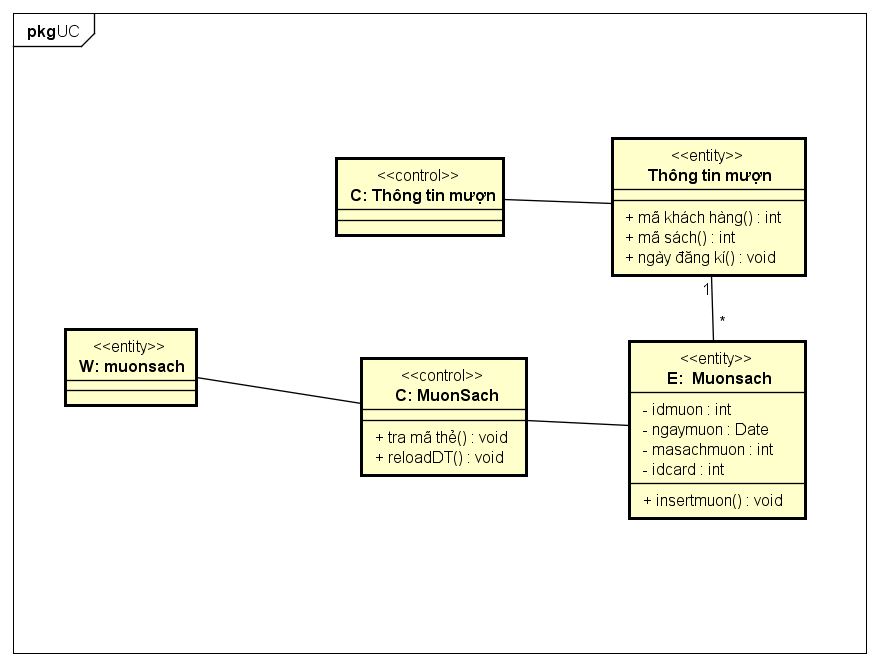 pkgUC
<<control>>
C: Thông tin mượn
<<entity>>
Thông tin mượn
+ mã khách hàng() : int
+ mã sách() : int
+ ngày đăng kí() : void
1
*
<<entity>>
W: muonsach
<<control>>
C: MuonSach
+ tra mã thẻ() : void
+ reloadDT() : void
<<entity>>
E: Muonsach
- idmuon : int
- ngaymuon : Date
- masachmuon : int
- idcard : int
+ insertmuon() : void